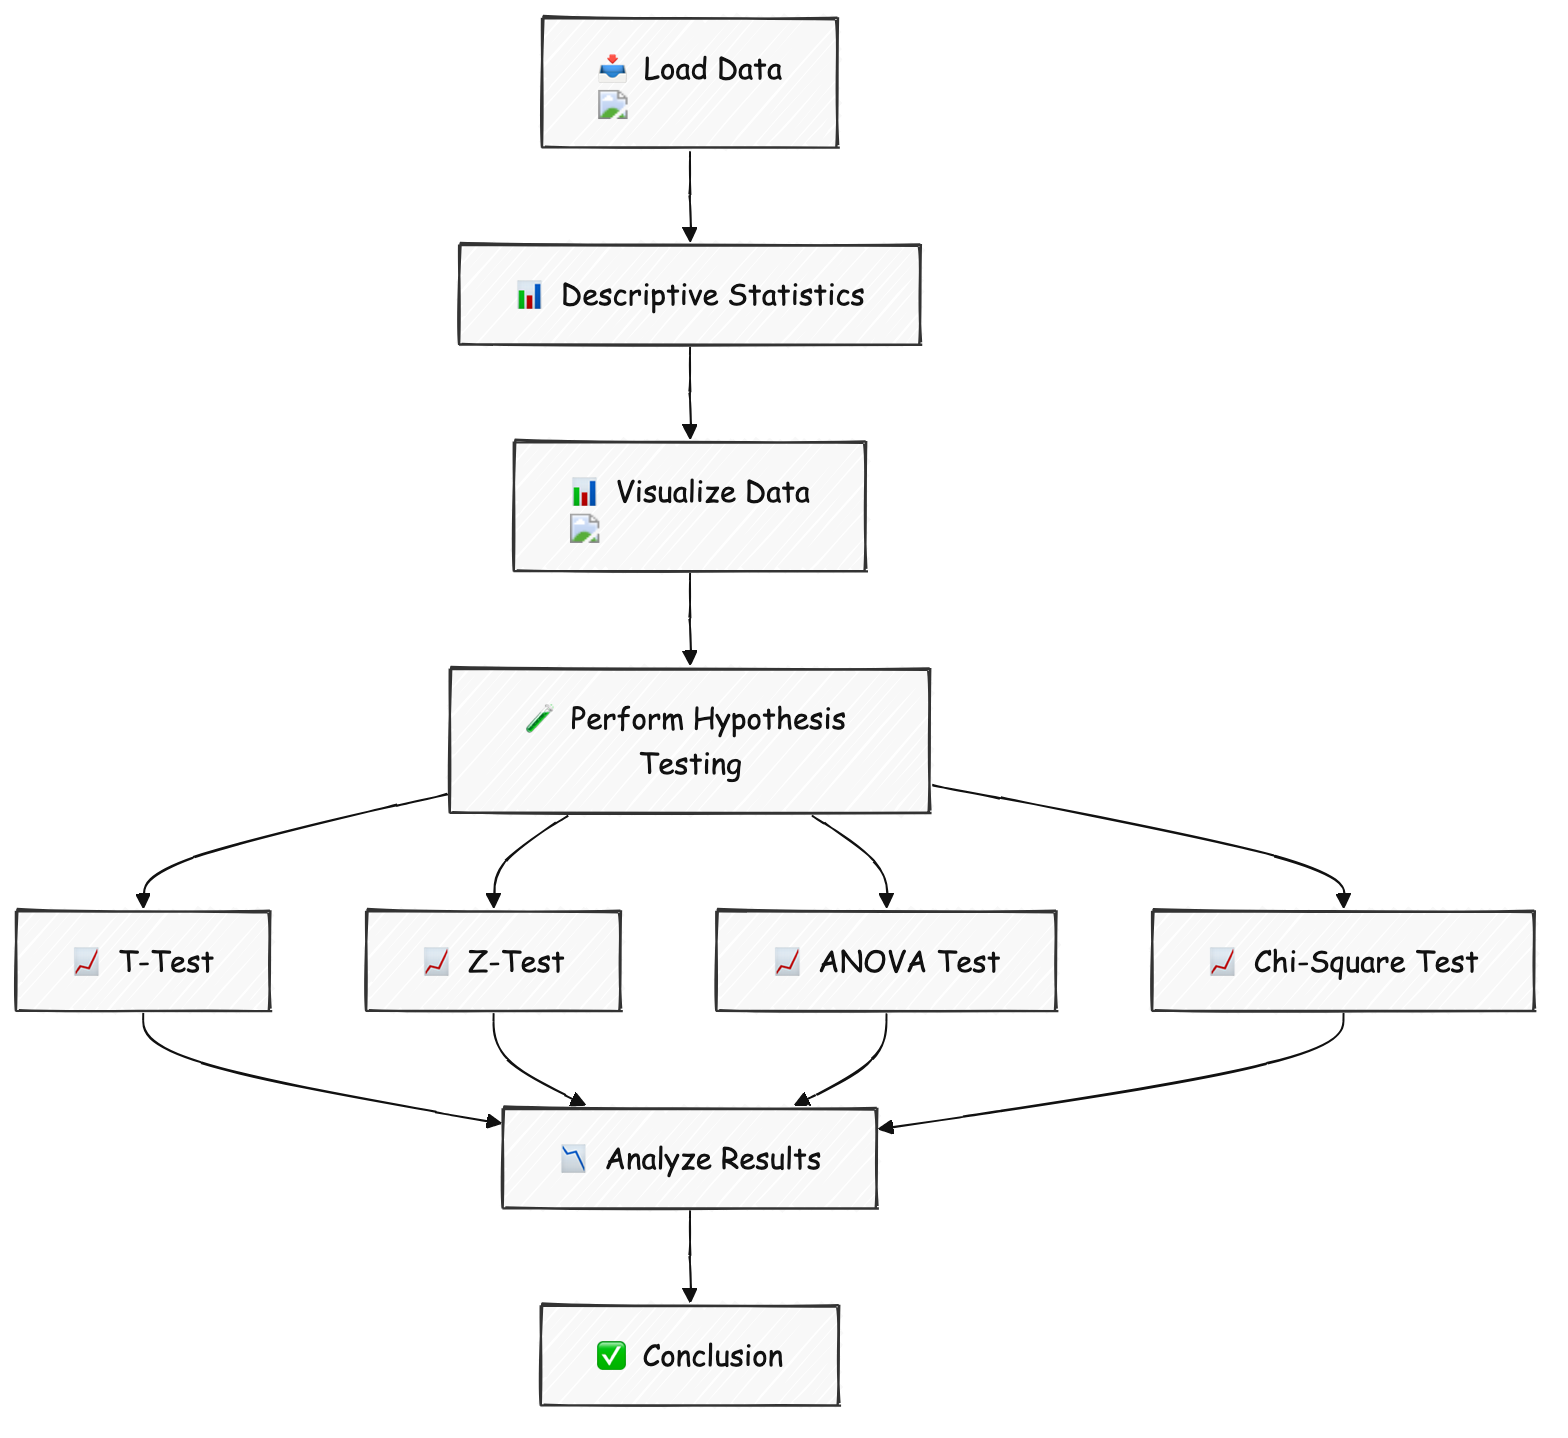 📥 Load Data
📊 Descriptive Statistics
📊 Visualize Data
🧪 Perform Hypothesis
Testing
📈 T-Test
📈 Z-Test
📈 ANOVA Test
📈 Chi-Square Test
📉 Analyze Results
✅ Conclusion